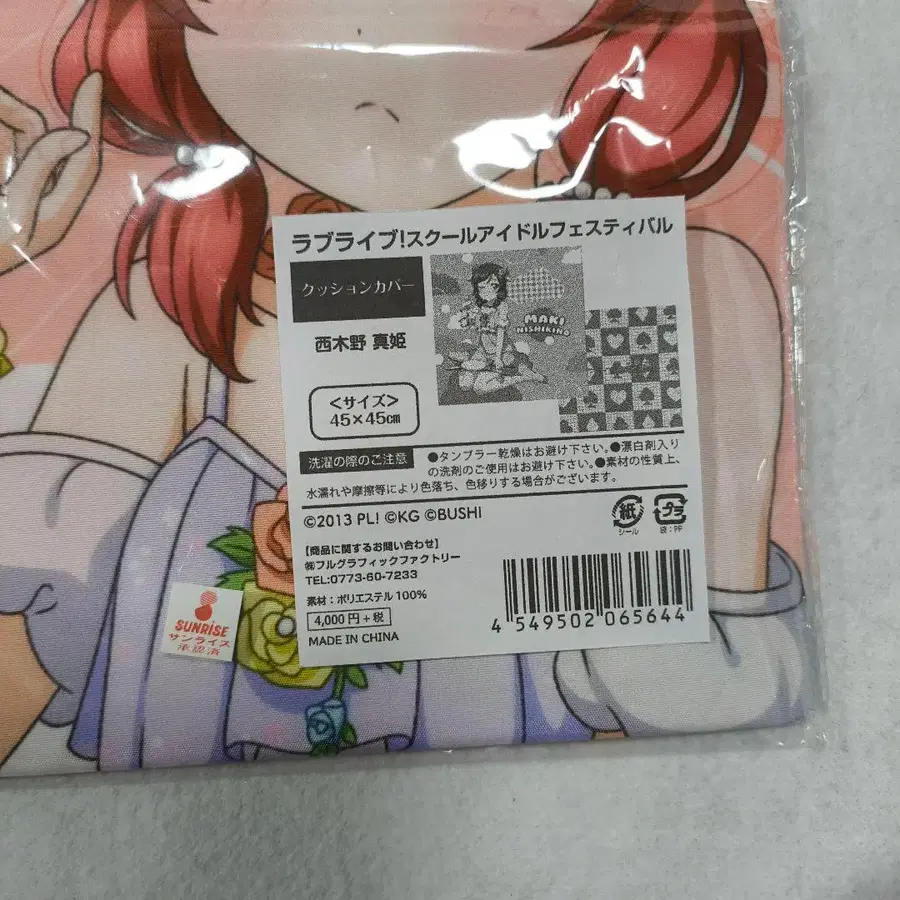 ラブライブ!スクールアイドルフェスティバル
クッションカバー
西木野 真姫
MAKI
NISHIKINO
<サイズ>
45×45cm
洗濯の際のご注意
●タンブラー乾燥はお避け下さい。●漂白剤入り
の洗剤のご使用はお避け下さい。●素材の性質上、
水濡れや摩擦等により色落ち、色移りする場合がございます。
©2013 PL! ©KG ©BUSHI
紙
シール
プラ
袋:PP
【商品に関するお問い合わせ】
㈱フルグラフィックファクトリー
TEL:0773-60-7233
素材:ポリエステル100%
4,000円+税
MADE IN CHINA
4 549502 065644
SUNRISE
サンライズ
承認済